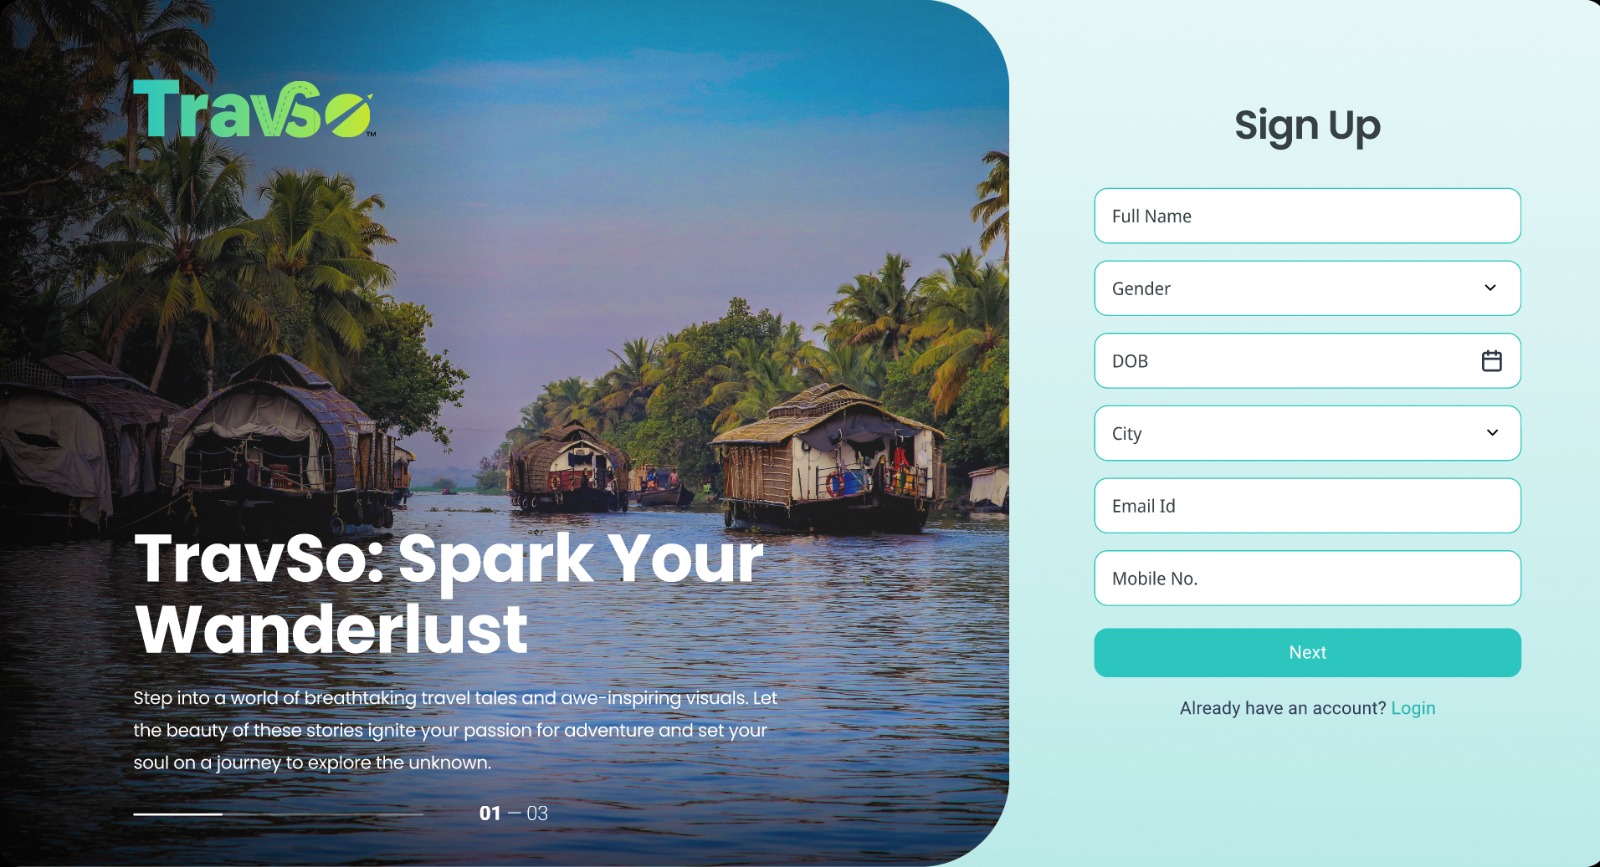 TravSo™
TravSo: Spark Your
Wanderlust
Step into a world of breathtaking travel tales and awe-inspiring visuals. Let
the beauty of these stories ignite your passion for adventure and set your
soul on a journey to explore the unknown.
01 — 03
Sign Up
Full Name
Gender
DOB
City
Email Id
Mobile No.
Next
Already have an account? Login